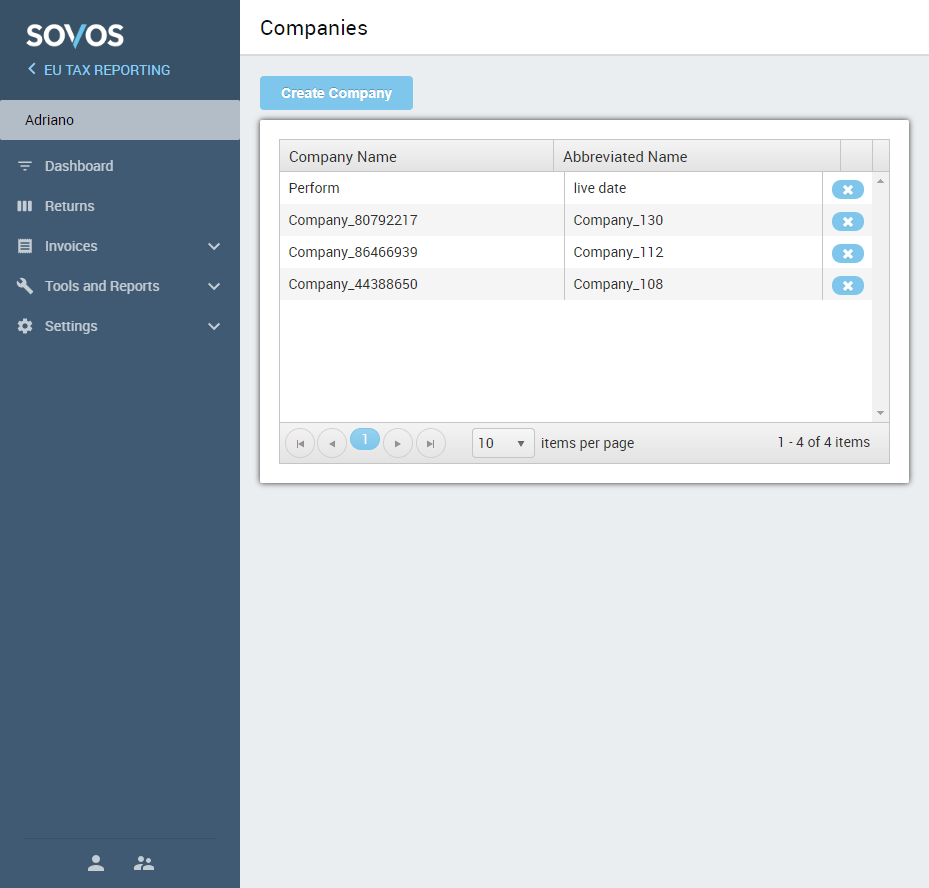 SOVOS
EU TAX REPORTING
Adriano
Dashboard
Returns
Invoices
Tools and Reports
Settings
Companies
Create Company
Company Name Abbreviated Name
Perform live date
Company_80792217 Company_130
Company_86466939 Company_112
Company_44388650 Company_108
1 10 items per page 1 - 4 of 4 items